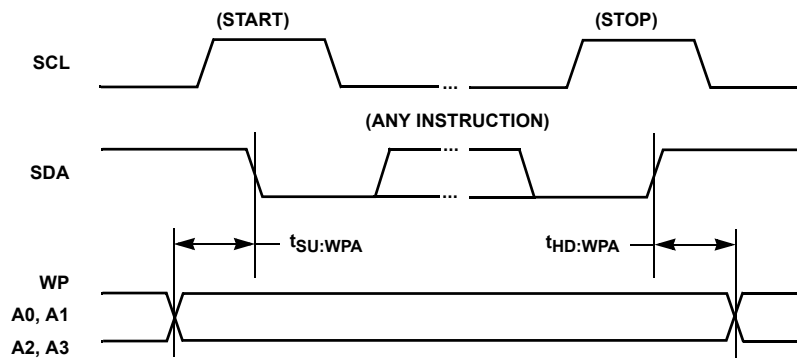 (START) (STOP)
SCL
...
(ANY INSTRUCTION)
...
SDA
...
tSU:WPA tHD:WPA
WP
A0, A1
A2, A3